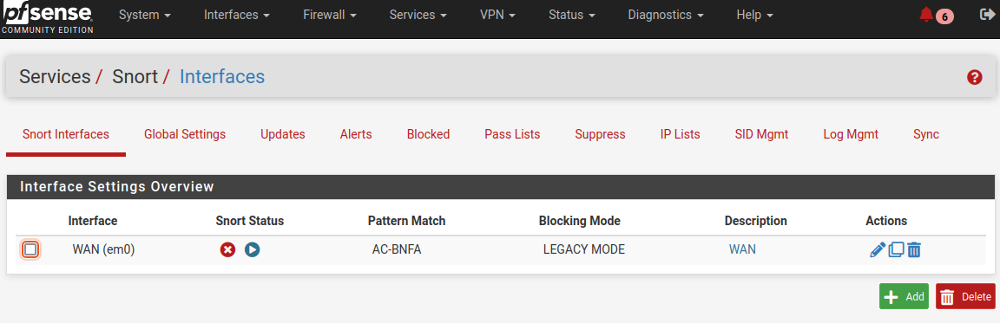 pfsense COMMUNITY EDITION
System Interfaces Firewall Services VPN Status Diagnostics Help 6
Services / Snort / Interfaces
Snort Interfaces Global Settings Updates Alerts Blocked Pass Lists Suppress IP Lists SID Mgmt Log Mgmt Sync
Interface Settings Overview
Interface Snort Status Pattern Match Blocking Mode Description Actions
WAN (em0) AC-BNFA LEGACY MODE WAN
Add Delete